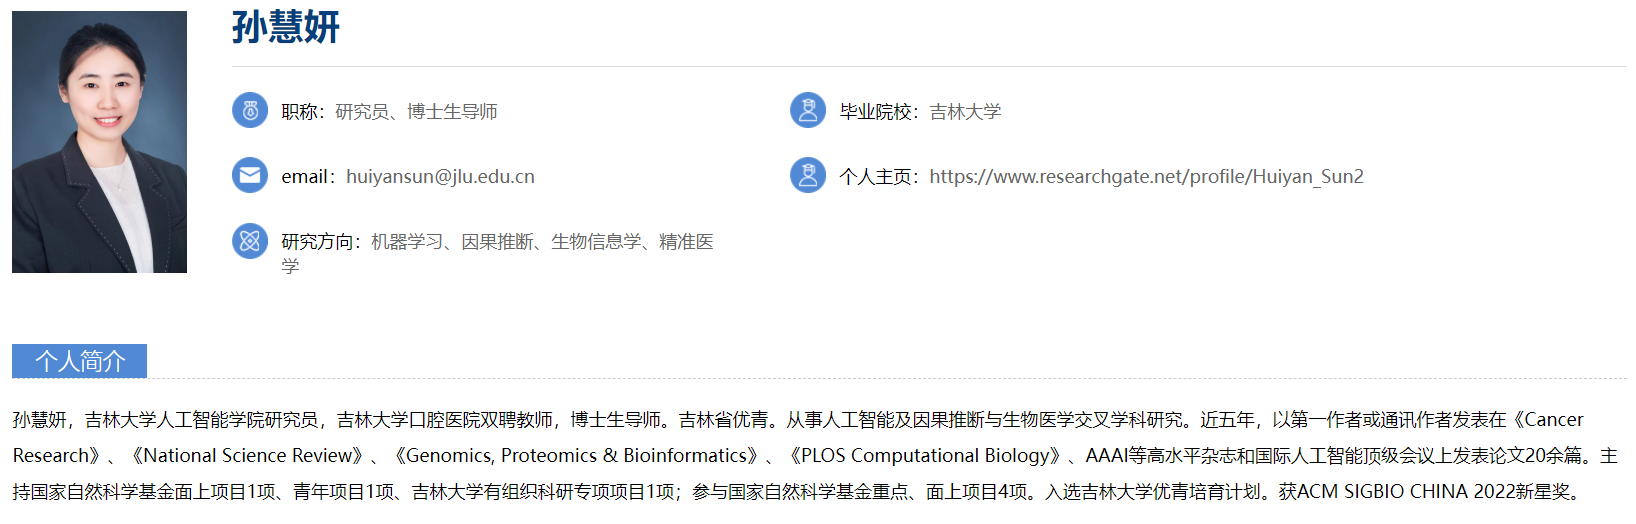 孙慧妍
职称：研究员、博士生导师
毕业院校：吉林大学
email：huiyansun@jlu.edu.cn
个人主页：https://www.researchgate.net/profile/Huiyan_Sun2
研究方向：机器学习、因果推断、生物信息学、精准医
学
个人简介
孙慧妍，吉林大学人工智能学院研究员，吉林大学口腔医院双聘教师，博士生导师。吉林省优青。从事人工智能及因果推断与生物医学交叉学科研究。近五年，以第一作者或通讯作者发表在《Cancer
Research》、《National Science Review》、《Genomics, Proteomics & Bioinformatics》、《PLOS Computational Biology》、AAAI等高水平杂志和国际人工智能顶级会议上发表论文20余篇。主
持国家自然科学基金面上项目1项、青年项目1项、吉林大学有组织科研专项项目1项；参与国家自然科学基金重点、面上项目4项。入选吉林大学优青培育计划。获ACM SIGBIO CHINA 2022新星奖。